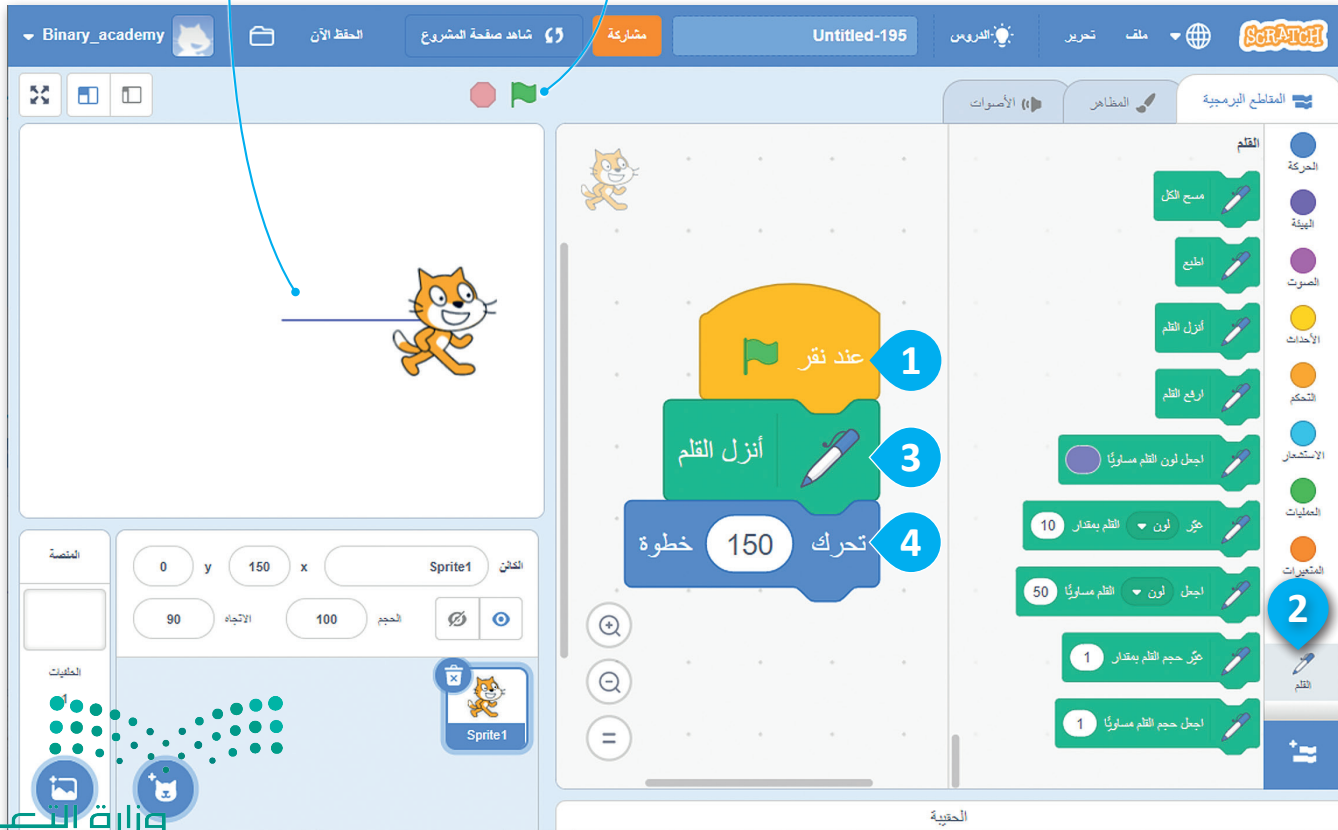 SCRATCH
ملف
تحرير
الدروس
Untitled-195
مشاركة
شاهد صفحة المشروع
الحفظ الآن
Binary_academy
المقاطع البرمجية
المظاهر
الأصوات
الحركة
الهيئة
الصوت
الأحداث
التحكم
الاستشعار
العمليات
المتغيرات
2
القلم
القلم
مسح الكل
اطبع
أنزل القلم
ارفع القلم
اجعل لون القلم مساويًا
غيّر لون القلم بمقدار 10
اجعل لون القلم مساويًا 50
غيّر حجم القلم بمقدار 1
اجعل حجم القلم مساويًا 1
1
عند نقر
3
أنزل القلم
4
تحرك 150 خطوة
الحقيبة
الكائن Sprite1 x 150 y 0
الحجم 100 الاتجاه 90
Sprite1
المنصة
الخلفيات
1
وزارة التعـ